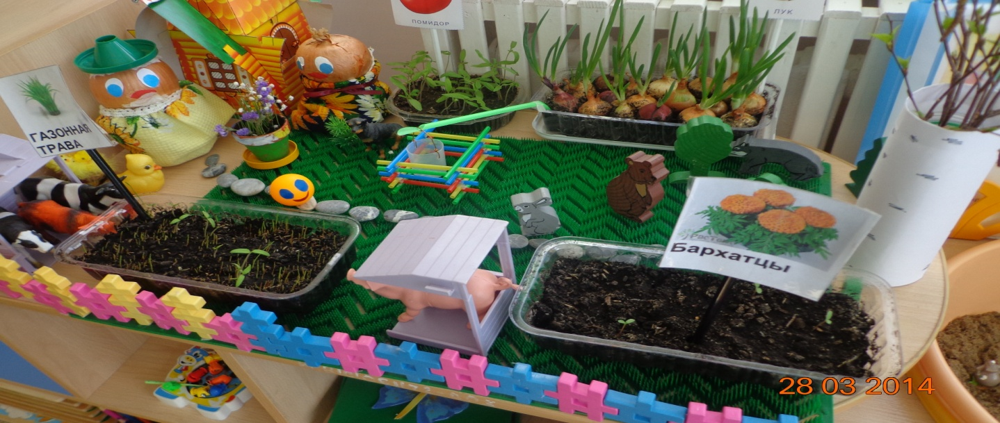 ПОМИДОР
ЛУК
ГАЗОННАЯ
ТРАВА
Бархатцы
28 03 2014